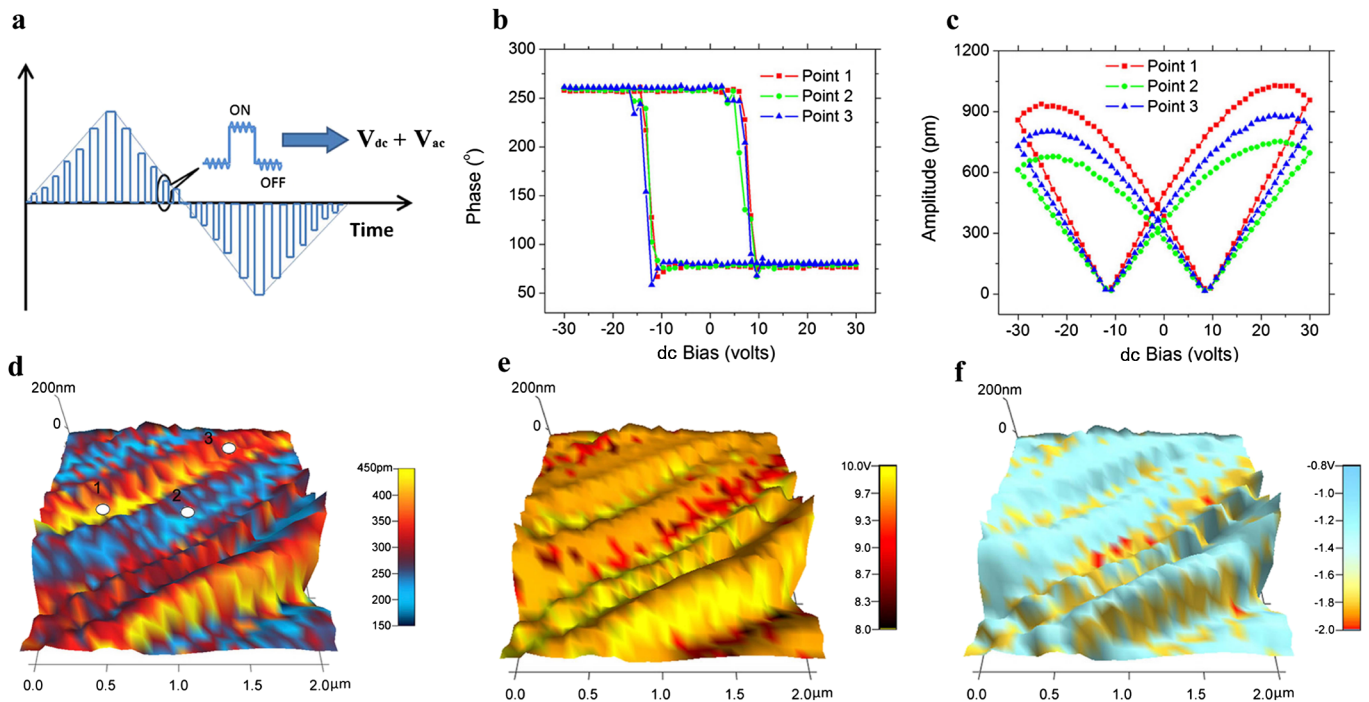 a
ON
OFF
Vdc + Vac
Time
b
300
250
200
150
100
50
Phase (°)
-30 -20 -10 0 10 20 30
dc Bias (volts)
Point 1
Point 2
Point 3
c
1200
900
600
300
0
Amplitude (pm)
-30 -20 -10 0 10 20 30
dc Bias (volts)
Point 1
Point 2
Point 3
d
200nm
0
3
1
2
0.0 0.5 1.0 1.5 2.0µm
450pm
400
350
300
250
200
150
e
200nm
0
0.0 0.5 1.0 1.5 2.0µm
10.0V
9.7
9.3
9.0
8.7
8.3
8.0
f
200nm
0
0.0 0.5 1.0 1.5 2.0µm
-0.8V
-1.0
-1.2
-1.4
-1.6
-1.8
-2.0